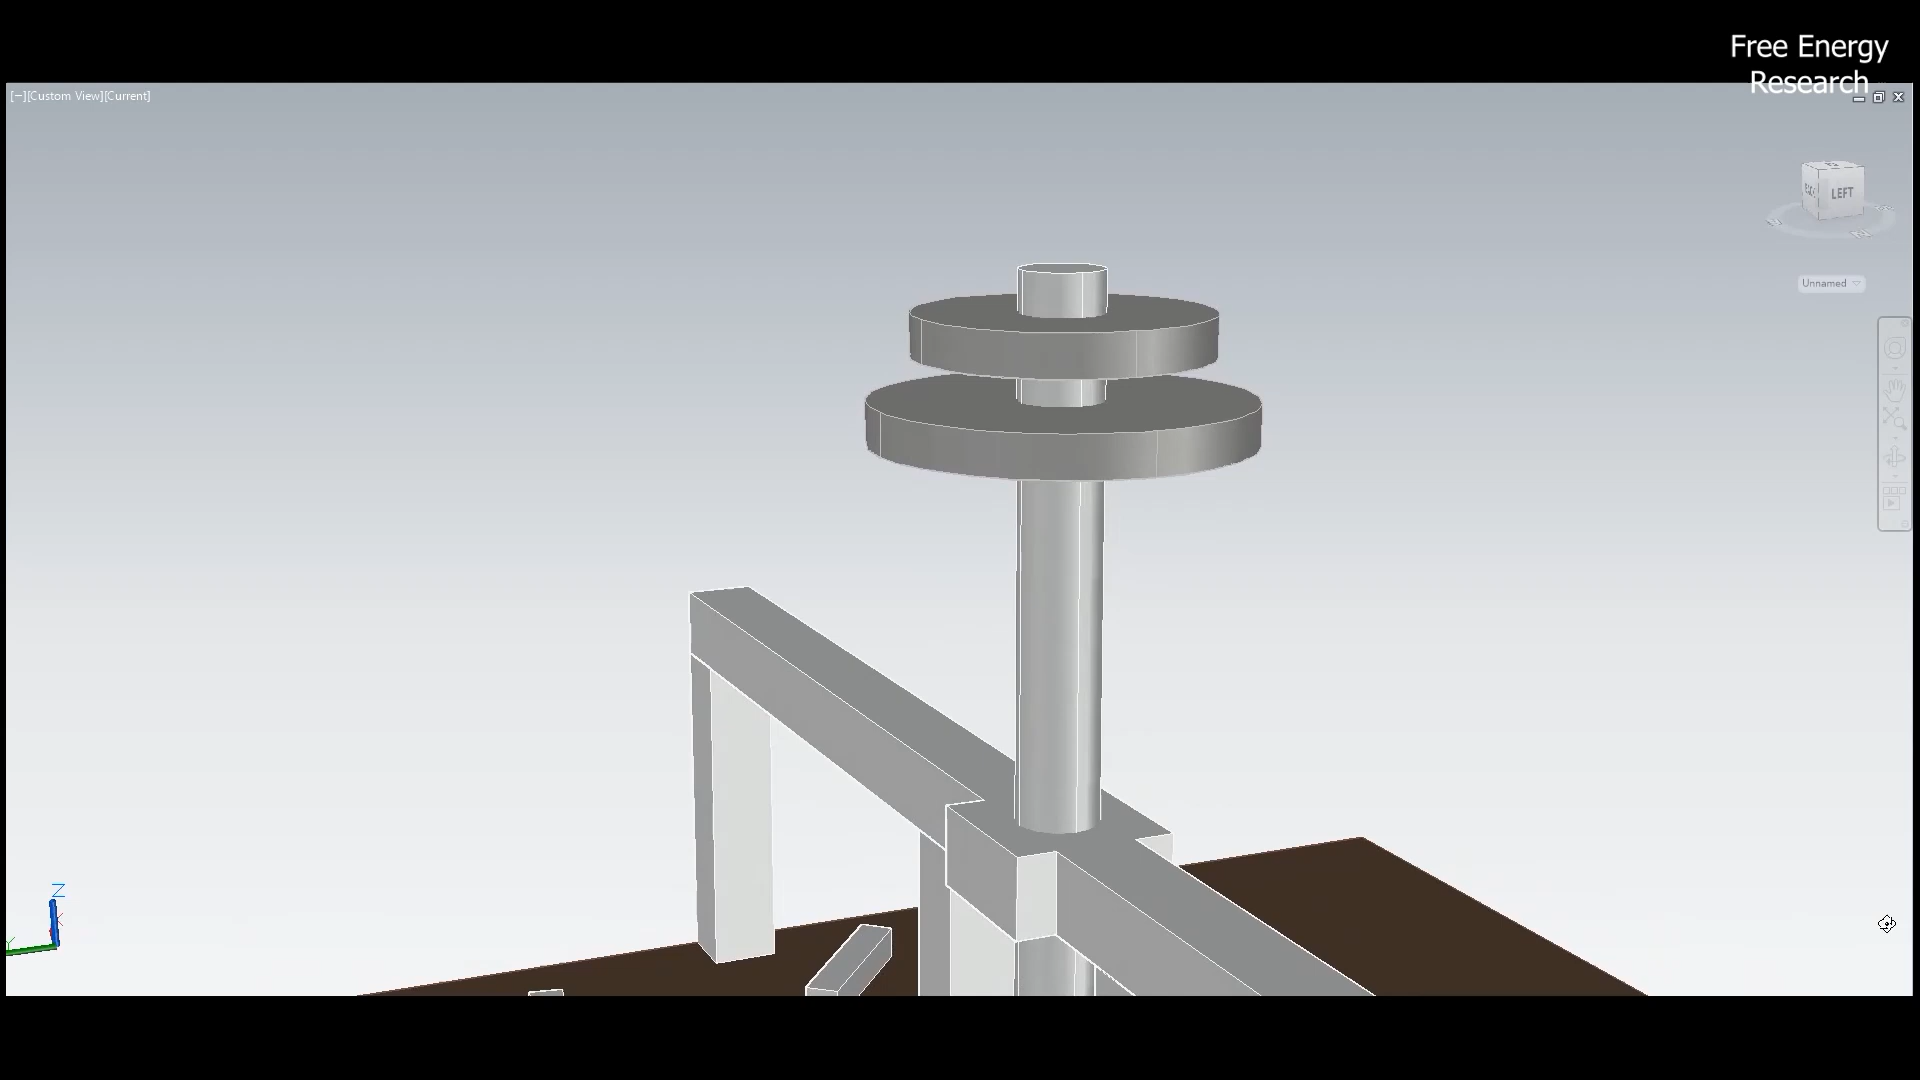 Free Energy
Research
[−][Custom View][Current]
LEFT
Unnamed
Z
Y
X